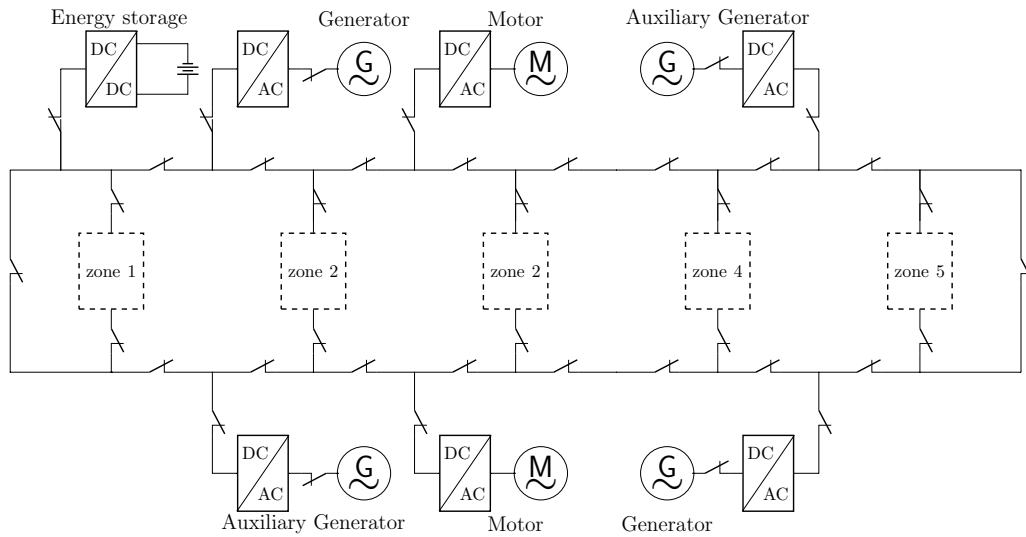 Energy storage
Generator
Motor
Auxiliary Generator
DC
DC
DC
AC
G
DC
AC
M
G
DC
AC
zone 1
zone 2
zone 2
zone 4
zone 5
DC
AC
G
DC
AC
M
G
DC
AC
Auxiliary Generator
Motor
Generator